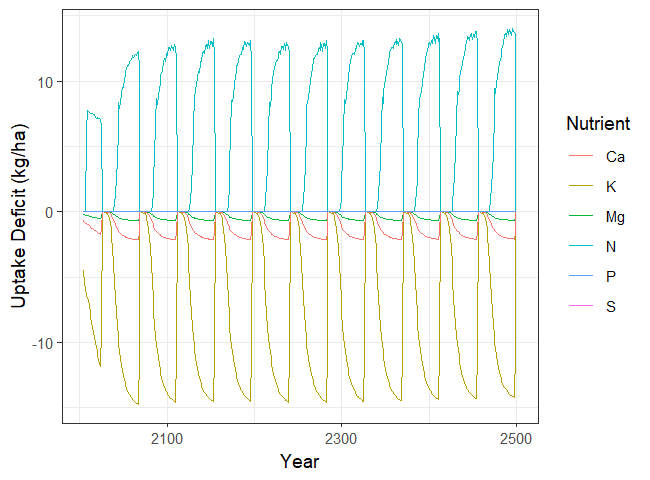 Uptake Deficit (kg/ha)
10
0
-10
2100
2300
2500
Year
Nutrient
Ca
K
Mg
N
P
S